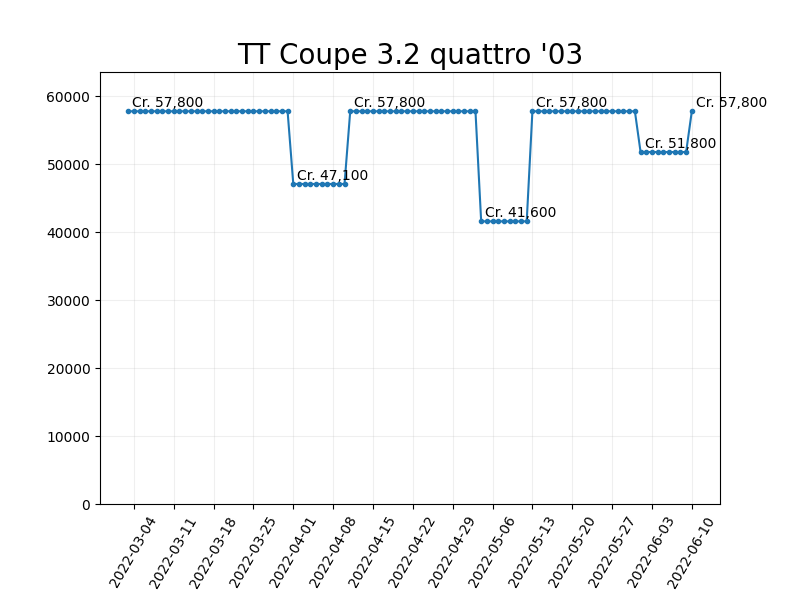 TT Coupe 3.2 quattro '03
60000
50000
40000
30000
20000
10000
0
Cr. 57,800
Cr. 47,100
Cr. 57,800
Cr. 41,600
Cr. 57,800
Cr. 51,800
Cr. 57,800
2022-03-04
2022-03-11
2022-03-18
2022-03-25
2022-04-01
2022-04-08
2022-04-15
2022-04-22
2022-04-29
2022-05-06
2022-05-13
2022-05-20
2022-05-27
2022-06-03
2022-06-10